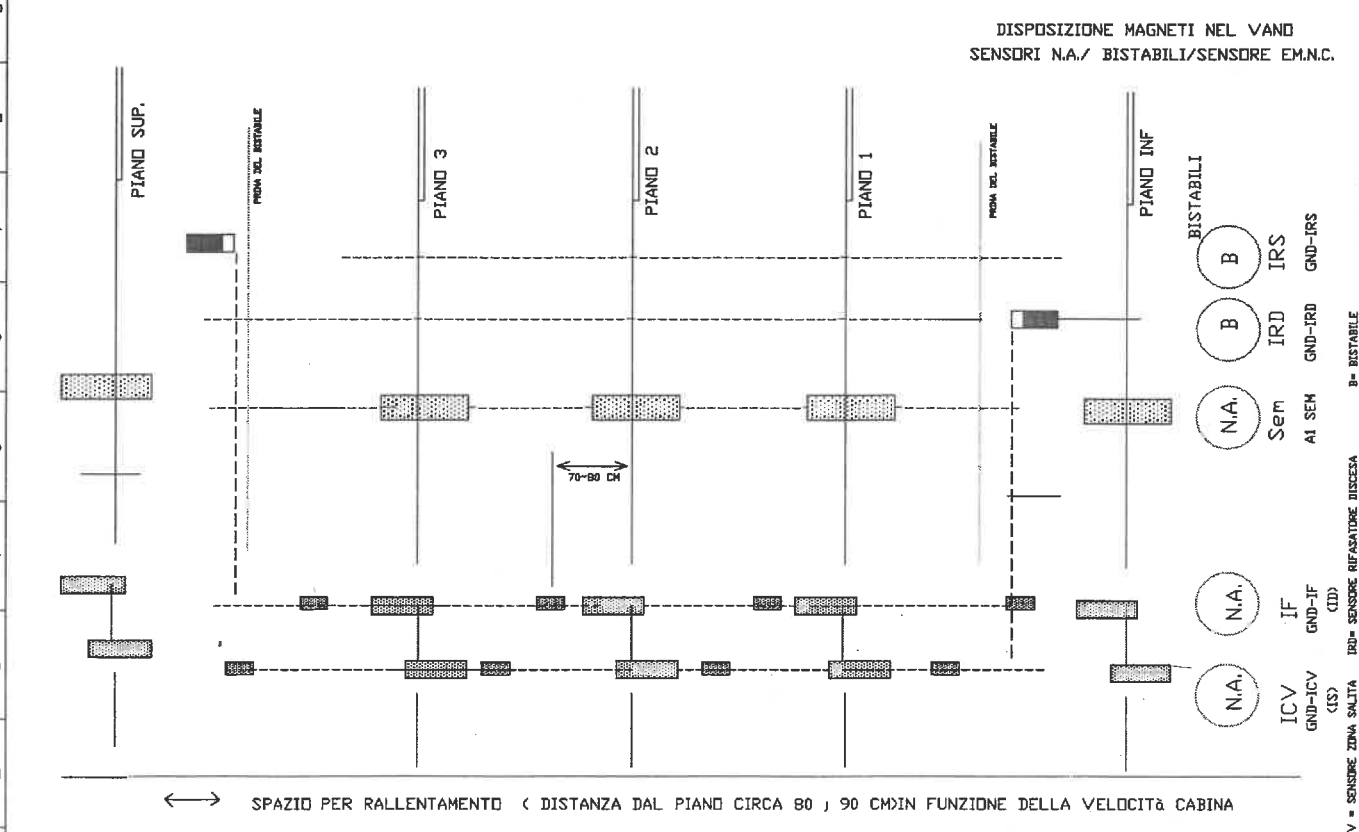 DISPOSIZIONE MAGNETI NEL VANO
SENSORI N.A./ BISTABILI/SENSORE EM.N.C.
PIANO SUP.
PRIMA DEL BISTABILE
PIANO 3
PIANO 2
PIANO 1
PRIMA DEL BISTABILE
PIANO INF
BISTABILI
B
IRS
GND-IRS
B
IRD
GND-IRD
N.A.
Sem
A1 SEM
70~80 CM
N.A.
IF
GND-IF
(ID)
N.A.
ICV
GND-ICV
(IS)
V = SENSORE ZONA SALITA IRD= SENSORE RIFASATORE DISCESA B= BISTABILE
SPAZIO PER RALLENTAMENTO ( DISTANZA DAL PIANO CIRCA 80 ; 90 CM)IN FUNZIONE DELLA VELOCITà CABINA